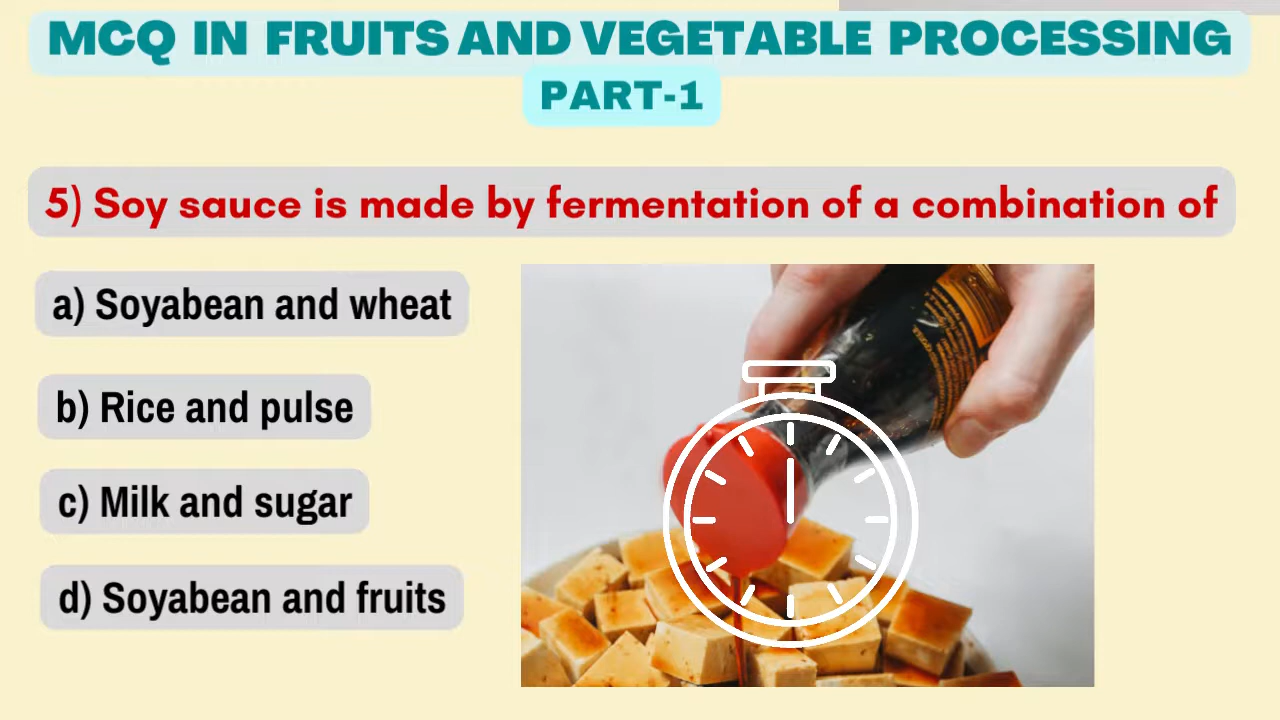 MCQ IN FRUITS AND VEGETABLE PROCESSING
PART-1
5) Soy sauce is made by fermentation of a combination of
a) Soyabean and wheat
b) Rice and pulse
c) Milk and sugar
d) Soyabean and fruits